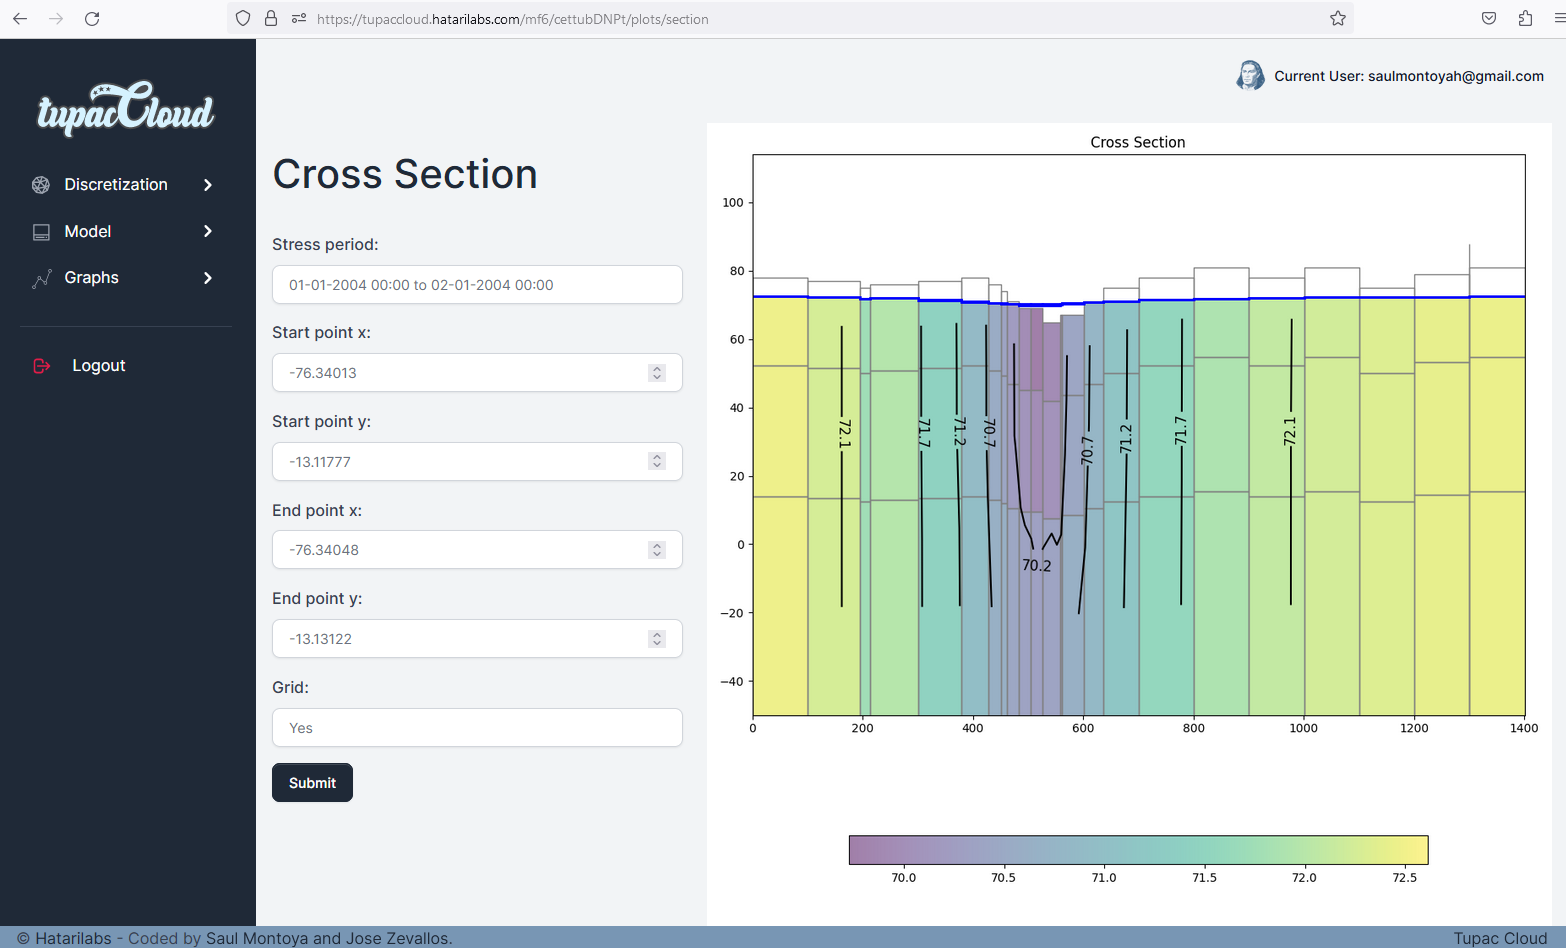 https://tupaccloud.hatarilabs.com/mf6/cettubDNPt/plots/section
tupacCloud
Current User: saulmontoyah@gmail.com
Discretization
Model
Graphs
Logout
Cross Section
Stress period:
01-01-2004 00:00 to 02-01-2004 00:00
Start point x:
-76.34013
Start point y:
-13.11777
End point x:
-76.34048
End point y:
-13.13122
Grid:
Yes
Submit
Cross Section
100
80
60
40
20
0
−20
−40
72.1
71.7
71.2
70.7
70.2
70.7
71.2
71.7
72.1
0 200 400 600 800 1000 1200 1400
70.0 70.5 71.0 71.5 72.0 72.5
© Hatarilabs - Coded by Saul Montoya and Jose Zevallos.
Tupac Cloud